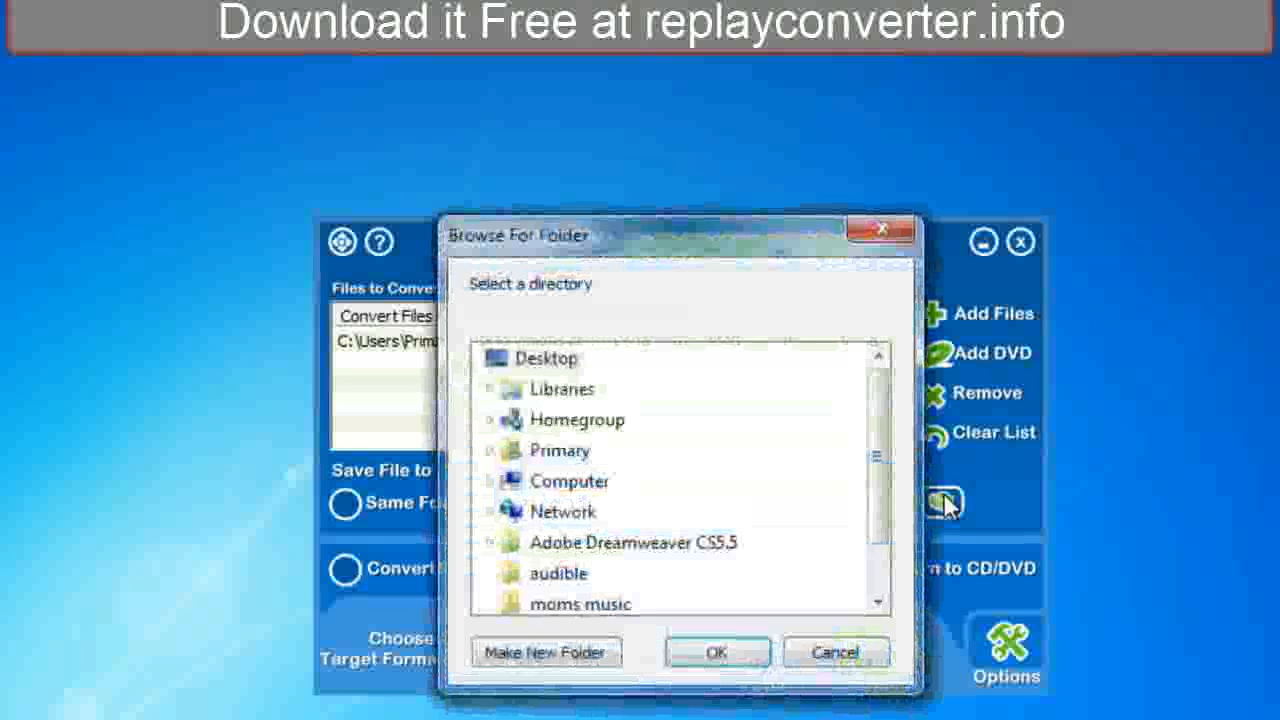 Download it Free at replayconverter.info
Browse For Folder
x
?
Select a directory
Files to Conve
Convert Files
C:\Users\Prim
Add Files
Desktop
Add DVD
Libraries
Remove
Homegroup
Clear List
Primary
Save File to
Computer
Same Fo
Network
Convert
Adobe Dreamweaver CS5.5
n to CD/DVD
audible
moms music
Choose
Target Forma
Make New Folder
OK
Cancel
Options